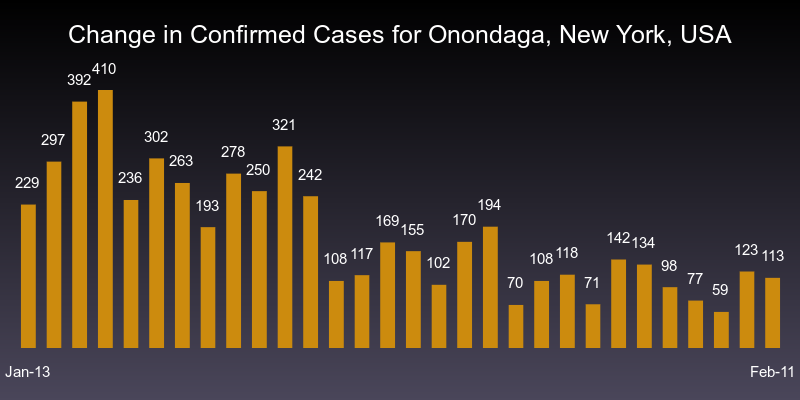 Change in Confirmed Cases for Onondaga, New York, USA
229 297 392 410 236 302 263 193 278 250 321 242 108 117 169 155 102 170 194 70 108 118 71 142 134 98 77 59 123 113
Jan-13 Feb-11